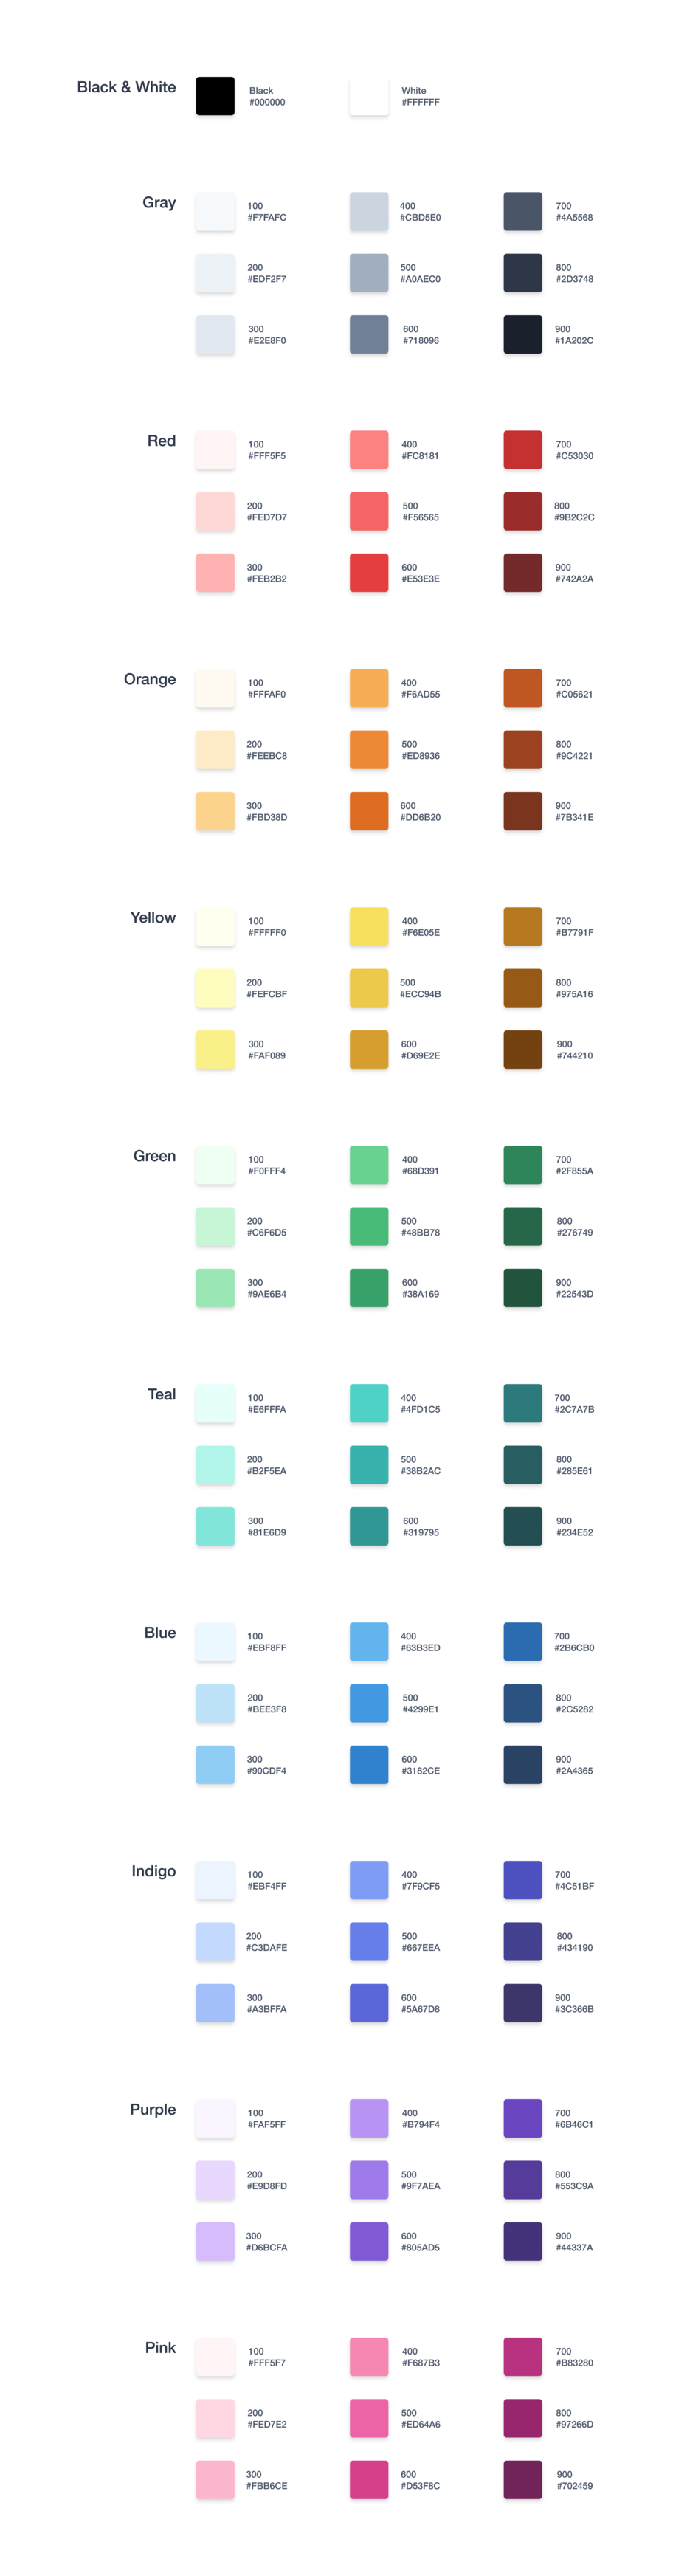 Black & White
Black
#000000
White
#FFFFFF
Gray
100
#F7FAFC
400
#CBD5E0
700
#4A5568
200
#EDF2F7
500
#A0AEC0
800
#2D3748
300
#E2E8F0
600
#718096
900
#1A202C
Red
100
#FFF5F5
400
#FC8181
700
#C53030
200
#FED7D7
500
#F56565
800
#9B2C2C
300
#FEB2B2
600
#E53E3E
900
#742A2A
Orange
100
#FFFAF0
400
#F6AD55
700
#C05621
200
#FEEBC8
500
#ED8936
800
#9C4221
300
#FBD38D
600
#DD6B20
900
#7B341E
Yellow
100
#FFFFF0
400
#F6E05E
700
#B7791F
200
#FEFCBF
500
#ECC94B
800
#975A16
300
#FAF089
600
#D69E2E
900
#744210
Green
100
#F0FFF4
400
#68D391
700
#2F855A
200
#C6F6D5
500
#48BB78
800
#276749
300
#9AE6B4
600
#38A169
900
#22543D
Teal
100
#E6FFFA
400
#4FD1C5
700
#2C7A7B
200
#B2F5EA
500
#38B2AC
800
#285E61
300
#81E6D9
600
#319795
900
#234E52
Blue
100
#EBF8FF
400
#63B3ED
700
#2B6CB0
200
#BEE3F8
500
#4299E1
800
#2C5282
300
#90CDF4
600
#3182CE
900
#2A4365
Indigo
100
#EBF4FF
400
#7F9CF5
700
#4C51BF
200
#C3DAFE
500
#667EEA
800
#434190
300
#A3BFFA
600
#5A67D8
900
#3C366B
Purple
100
#FAF5FF
400
#B794F4
700
#6B46C1
200
#E9D8FD
500
#9F7AEA
800
#553C9A
300
#D6BCFA
600
#805AD5
900
#44337A
Pink
100
#FFF5F7
400
#F687B3
700
#B83280
200
#FED7E2
500
#ED64A6
800
#97266D
300
#FBB6CE
600
#D53F8C
900
#702459